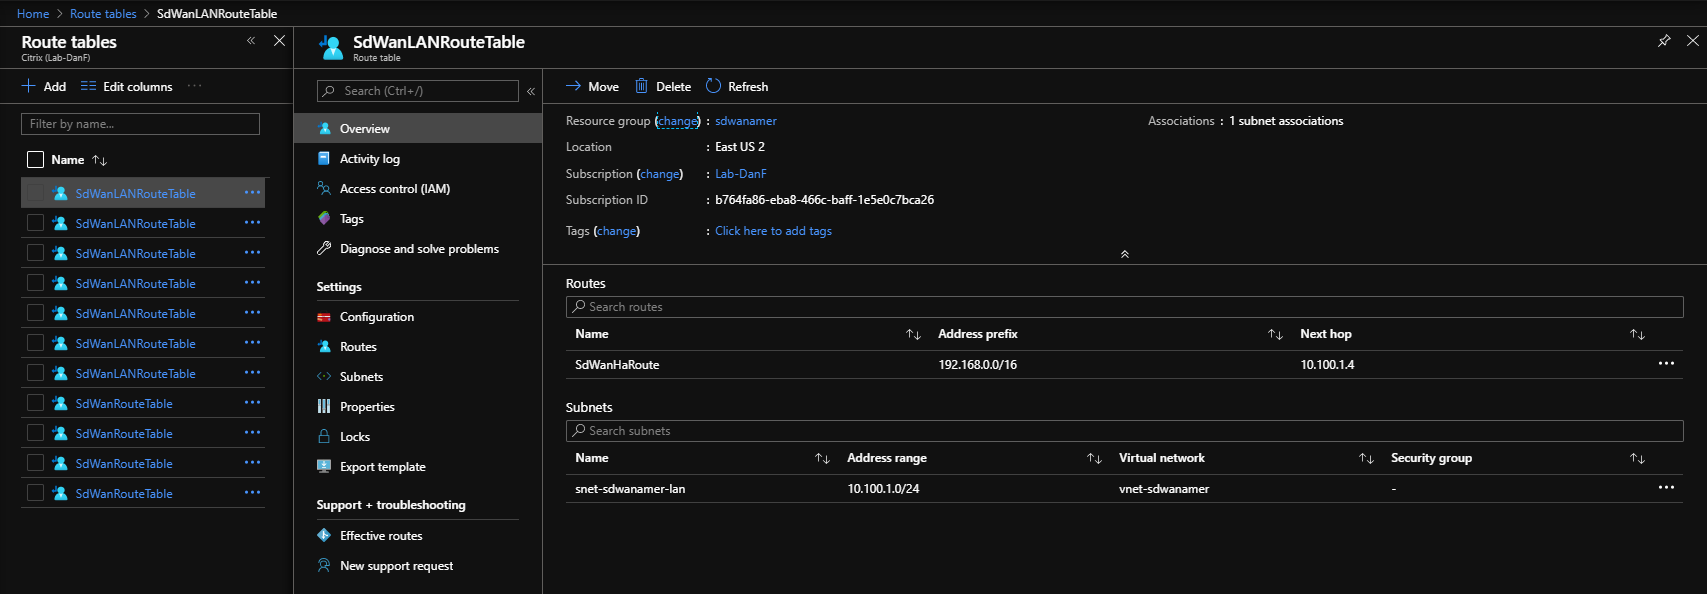 Home > Route tables > SdWanLANRouteTable
Route tables
Citrix (Lab-DanF)
Add Edit columns ...
Filter by name...
Name
SdWanLANRouteTable
SdWanLANRouteTable
SdWanLANRouteTable
SdWanLANRouteTable
SdWanLANRouteTable
SdWanLANRouteTable
SdWanLANRouteTable
SdWanRouteTable
SdWanRouteTable
SdWanRouteTable
SdWanRouteTable
SdWanLANRouteTable
Route table
Search (Ctrl+/)
Overview
Activity log
Access control (IAM)
Tags
Diagnose and solve problems
Settings
Configuration
Routes
Subnets
Properties
Locks
Export template
Support + troubleshooting
Effective routes
New support request
Move Delete Refresh
Resource group (change) : sdwanamer
Location : East US 2
Subscription (change) : Lab-DanF
Subscription ID : b764fa86-eba8-466c-baff-1e5e0c7bca26
Tags (change) : Click here to add tags
Associations : 1 subnet associations
Routes
Search routes
Name Address prefix Next hop
SdWanHaRoute 192.168.0.0/16 10.100.1.4
Subnets
Search subnets
Name Address range Virtual network Security group
snet-sdwanamer-lan 10.100.1.0/24 vnet-sdwanamer -